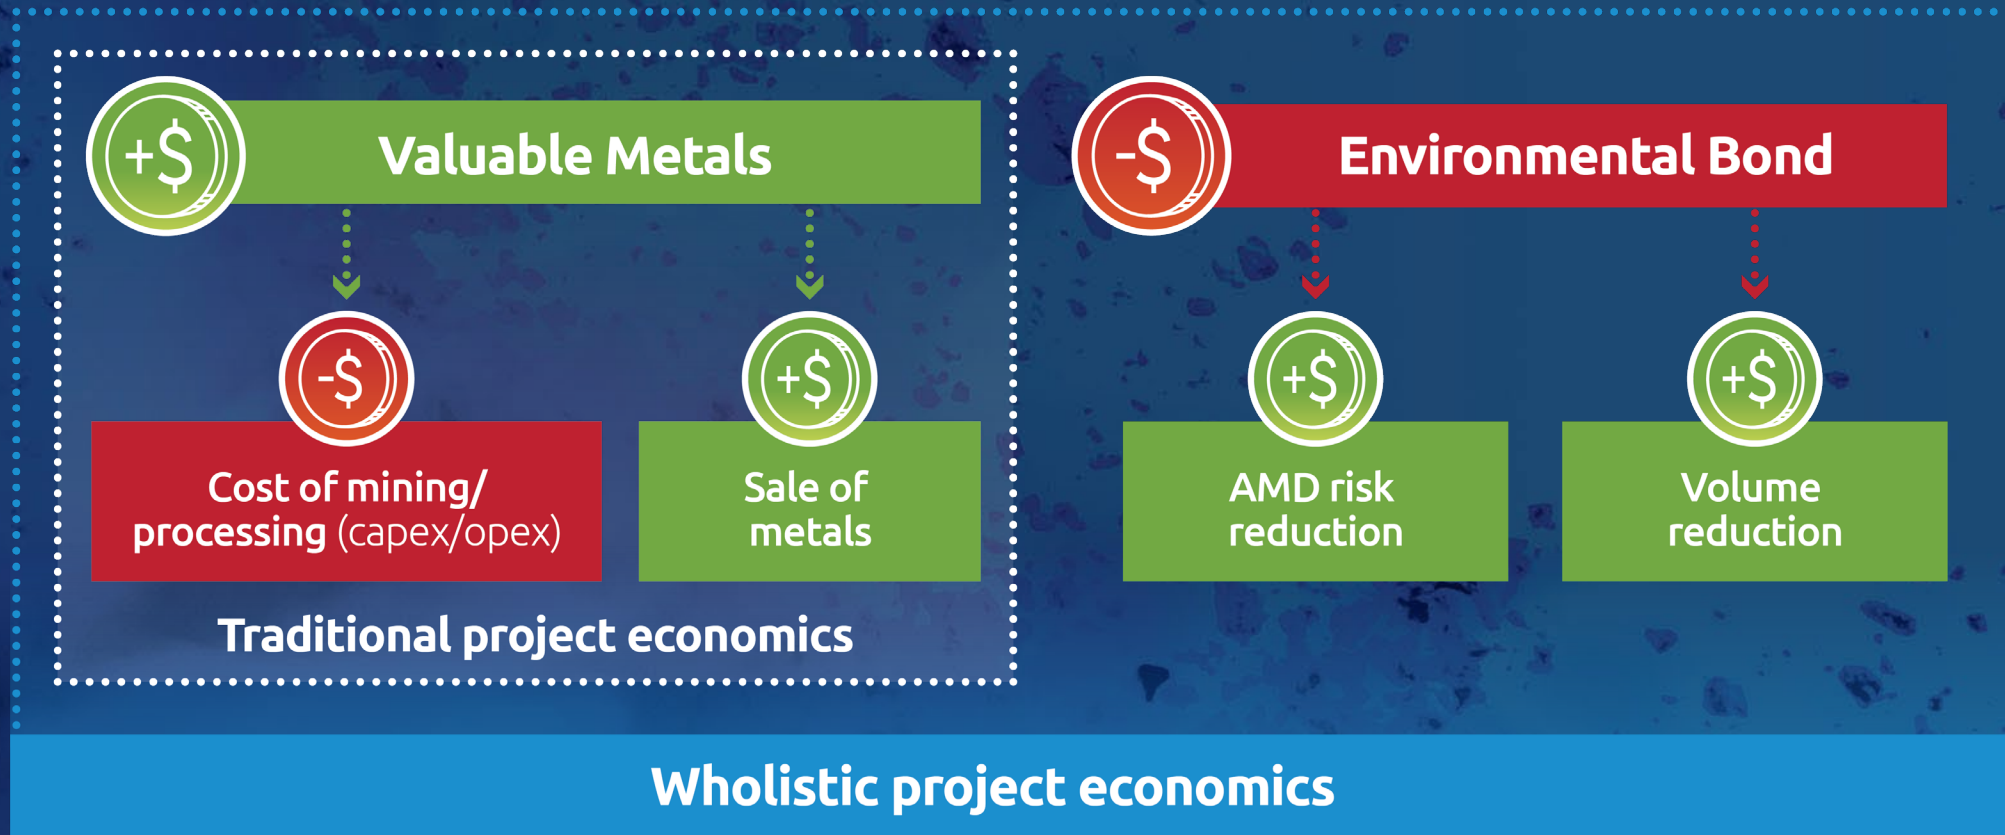 +$
Valuable Metals
-$
Environmental Bond
-$
Cost of mining/
processing (capex/opex)
+$
Sale of
metals
+$
AMD risk
reduction
+$
Volume
reduction
Traditional project economics
Wholistic project economics